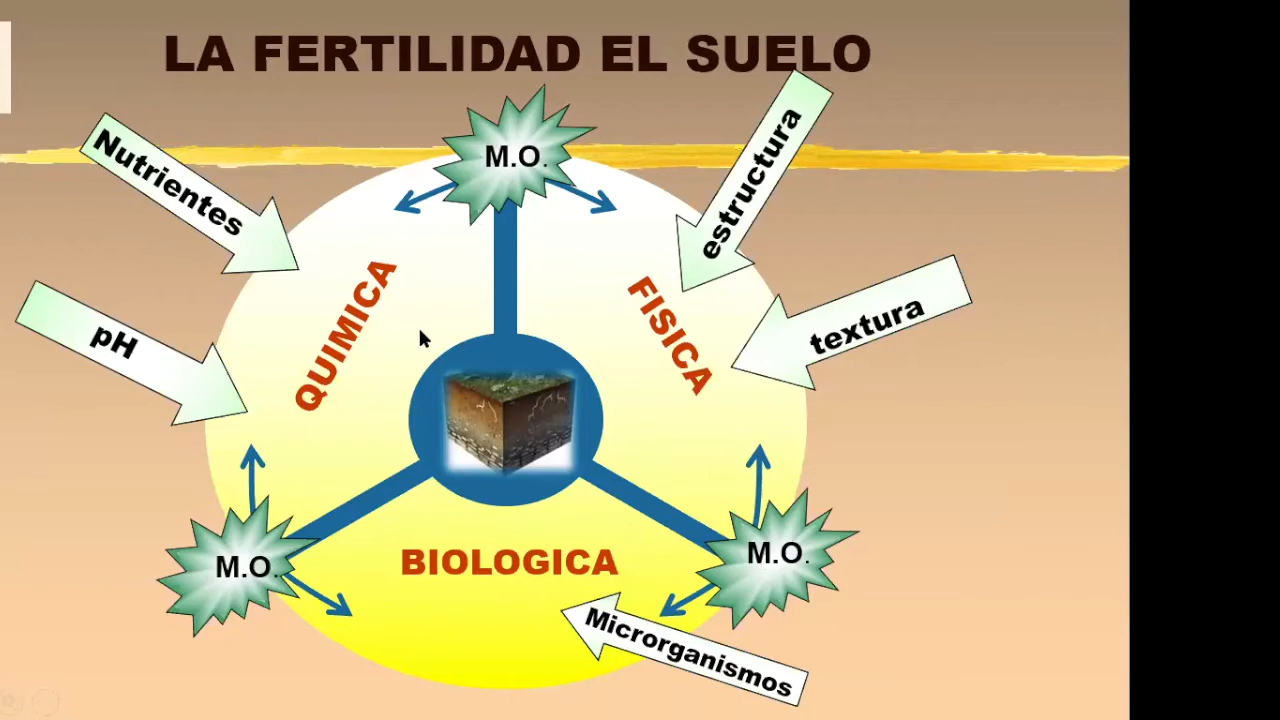 LA FERTILIDAD EL SUELO
M.O.
Nutrientes
estructura
pH
QUIMICA
FISICA
textura
M.O.
BIOLOGICA
M.O.
Microrganismos